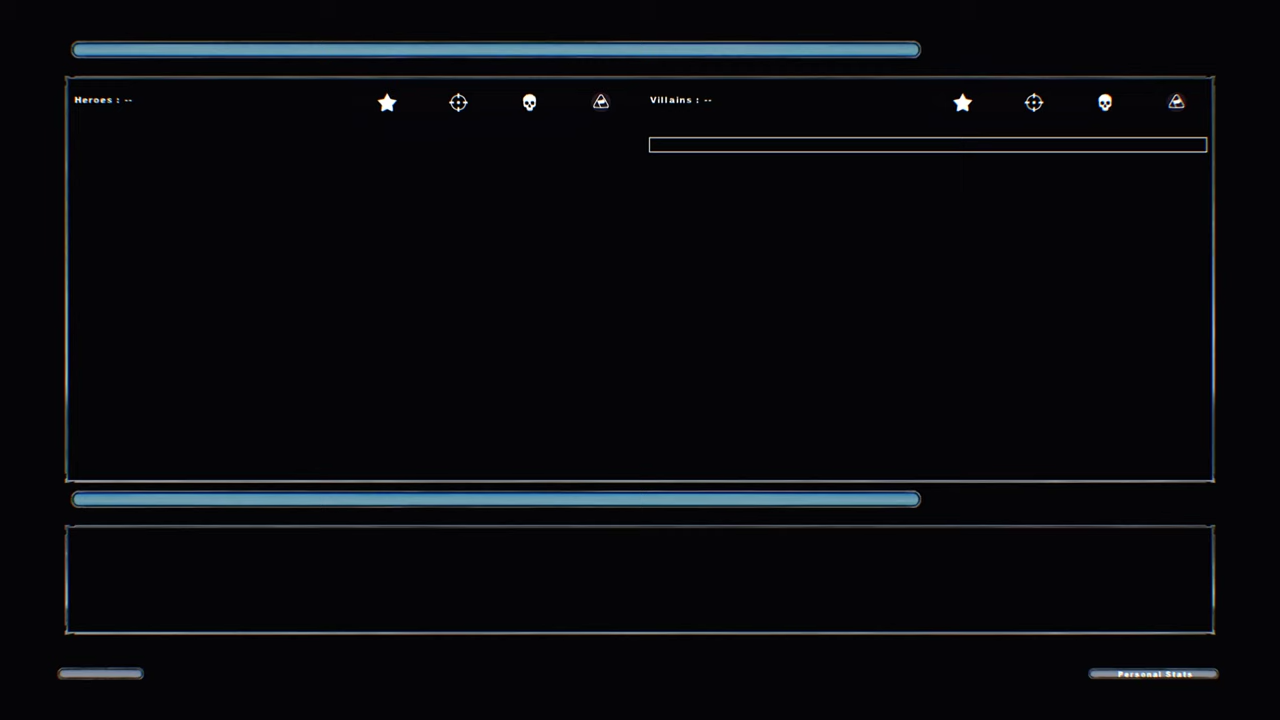 Heroes : --
Villains : --
Personal Stats